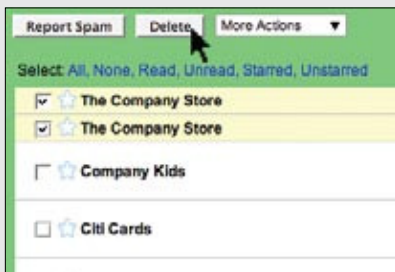 Report Spam Delete More Actions
Select: All, None, Read, Unread, Starred, Unstarred
The Company Store
The Company Store
Company Kids
Citi Cards